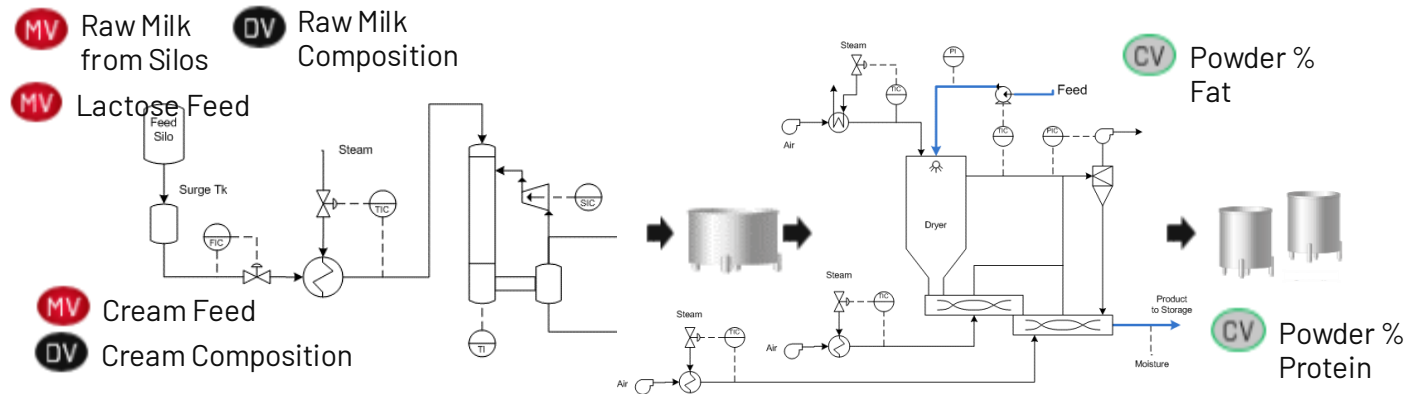 MV Raw Milk
from Silos
DV Raw Milk
Composition
MV Lactose Feed
Feed
Silo
Surge Tk
FIC
Steam
TIC
SIC
TI
MV Cream Feed
DV Cream Composition
Steam
TIC
Air
PI
Feed
TIC
PIC
Dryer
Steam
TIC
Air
Steam
TIC
Air
Product
to Storage
Moisture
CV Powder %
Fat
CV Powder %
Protein